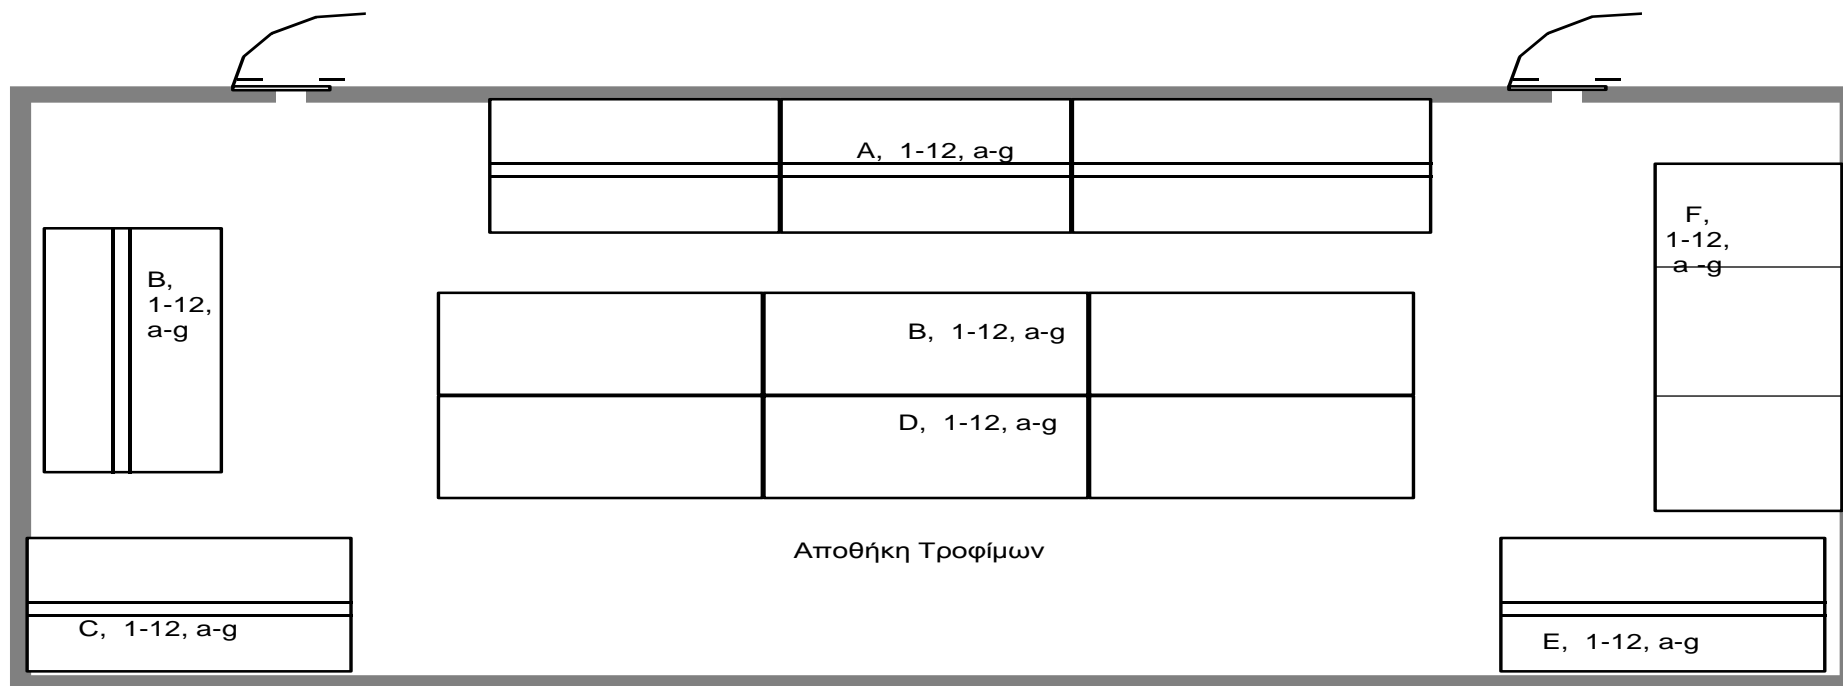 A, 1-12, a-g
B,
1-12,
a-g
F,
1-12,
a -g
B, 1-12, a-g
D, 1-12, a-g
Αποθήκη Τροφίμων
C, 1-12, a-g
E, 1-12, a-g